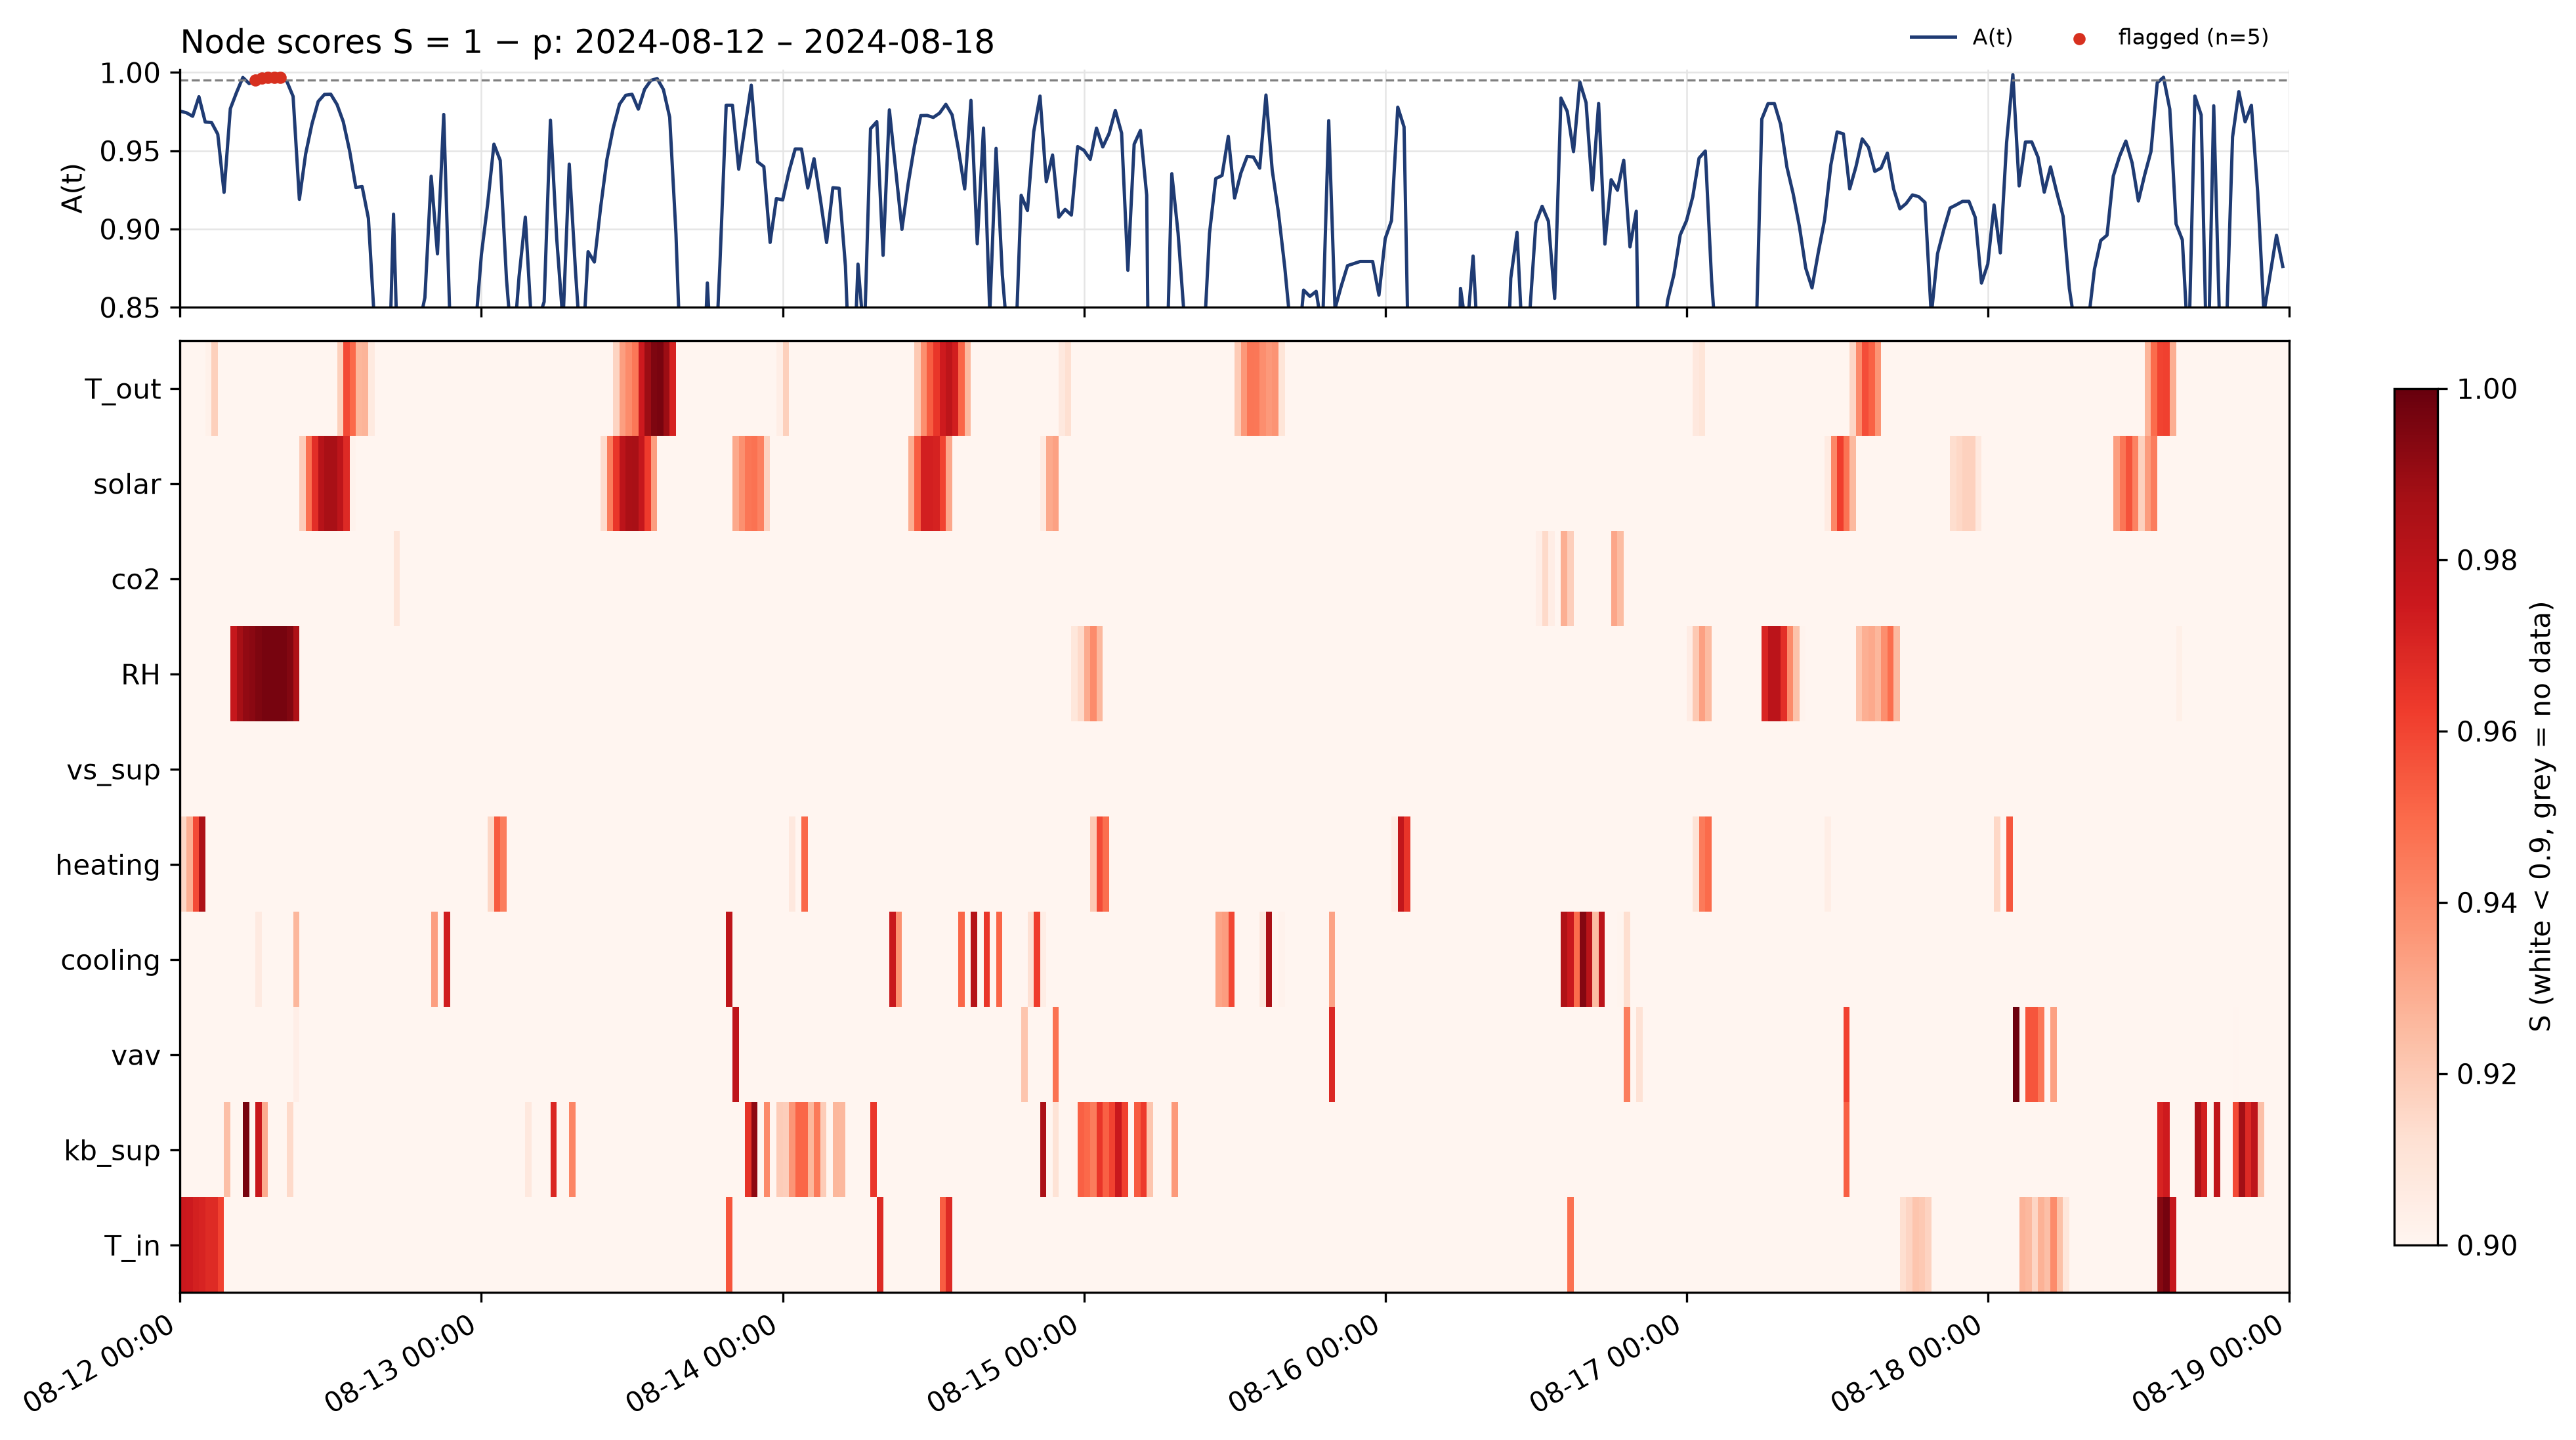 Node scores S = 1 − p: 2024-08-12 – 2024-08-18
A(t)
flagged (n=5)
1.00
0.95
0.90
0.85
A(t)
T_out
solar
co2
RH
vs_sup
heating
cooling
vav
kb_sup
T_in
08-12 00:00
08-13 00:00
08-14 00:00
08-15 00:00
08-16 00:00
08-17 00:00
08-18 00:00
08-19 00:00
1.00
0.98
0.96
0.94
0.92
0.90
S (white < 0.9, grey = no data)